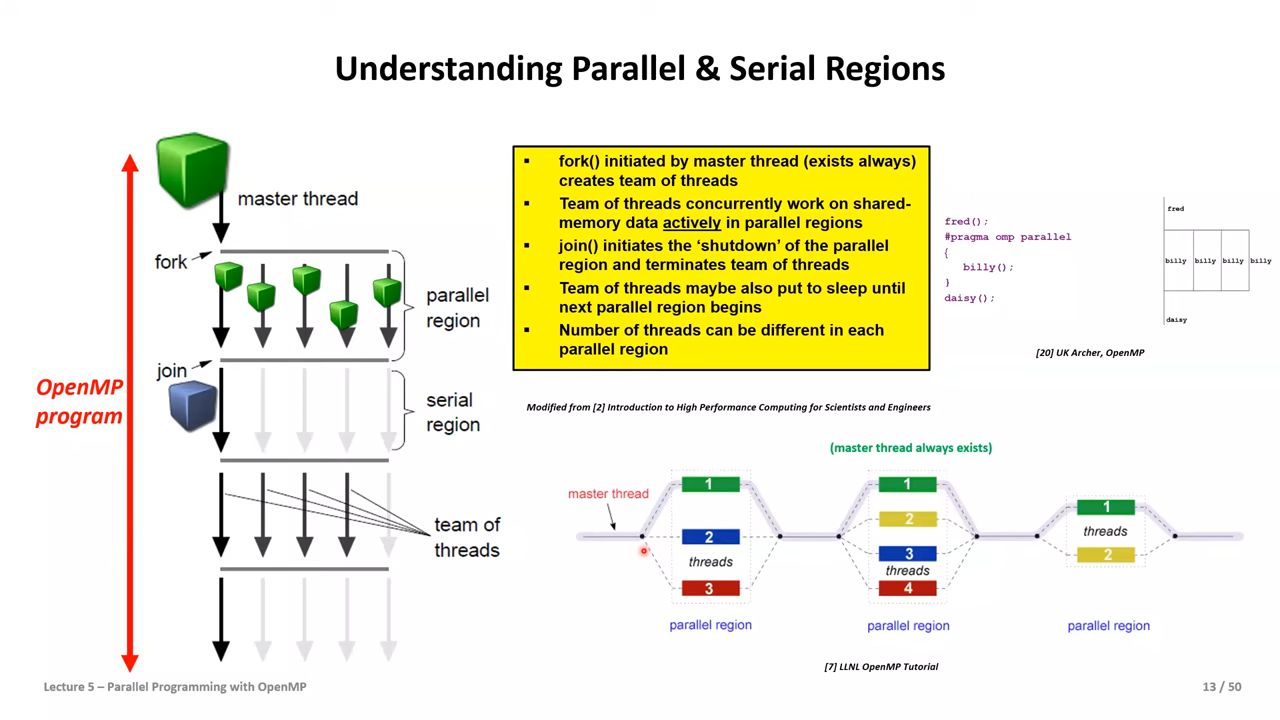 Understanding Parallel & Serial Regions
OpenMP
program
master thread
fork
parallel
region
join
serial
region
team of
threads
▪ fork() initiated by master thread (exists always)
creates team of threads
▪ Team of threads concurrently work on shared-
memory data actively in parallel regions
▪ join() initiates the ‘shutdown’ of the parallel
region and terminates team of threads
▪ Team of threads maybe also put to sleep until
next parallel region begins
▪ Number of threads can be different in each
parallel region
Modified from [2] Introduction to High Performance Computing for Scientists and Engineers
fred();
#pragma omp parallel
{
billy();
}
daisy();
fred
billy billy billy billy
daisy
[20] UK Archer, OpenMP
(master thread always exists)
master thread
1
2
threads
3
parallel region
1
2
3
threads
4
parallel region
1
threads
2
parallel region
[7] LLNL OpenMP Tutorial
Lecture 5 – Parallel Programming with OpenMP
13 / 50